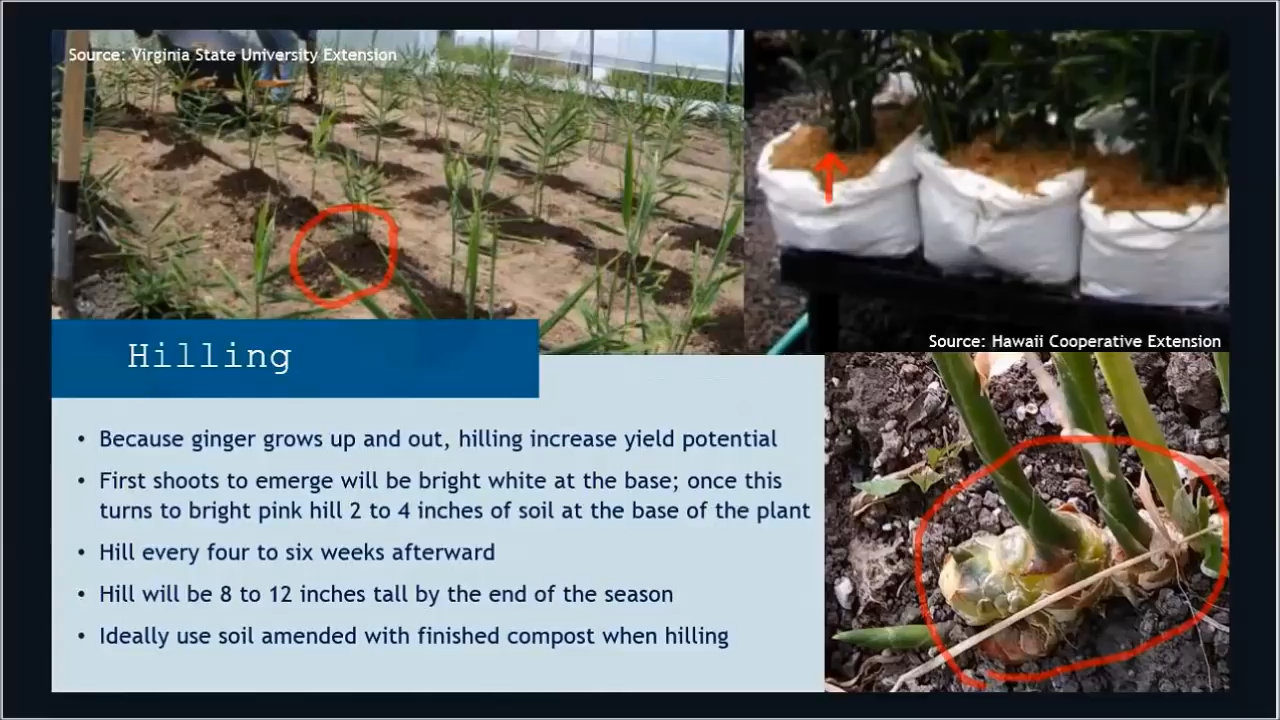 Source: Virginia State University Extension
Source: Hawaii Cooperative Extension
Hilling
• Because ginger grows up and out, hilling increase yield potential
• First shoots to emerge will be bright white at the base; once this
turns to bright pink hill 2 to 4 inches of soil at the base of the plant
• Hill every four to six weeks afterward
• Hill will be 8 to 12 inches tall by the end of the season
• Ideally use soil amended with finished compost when hilling